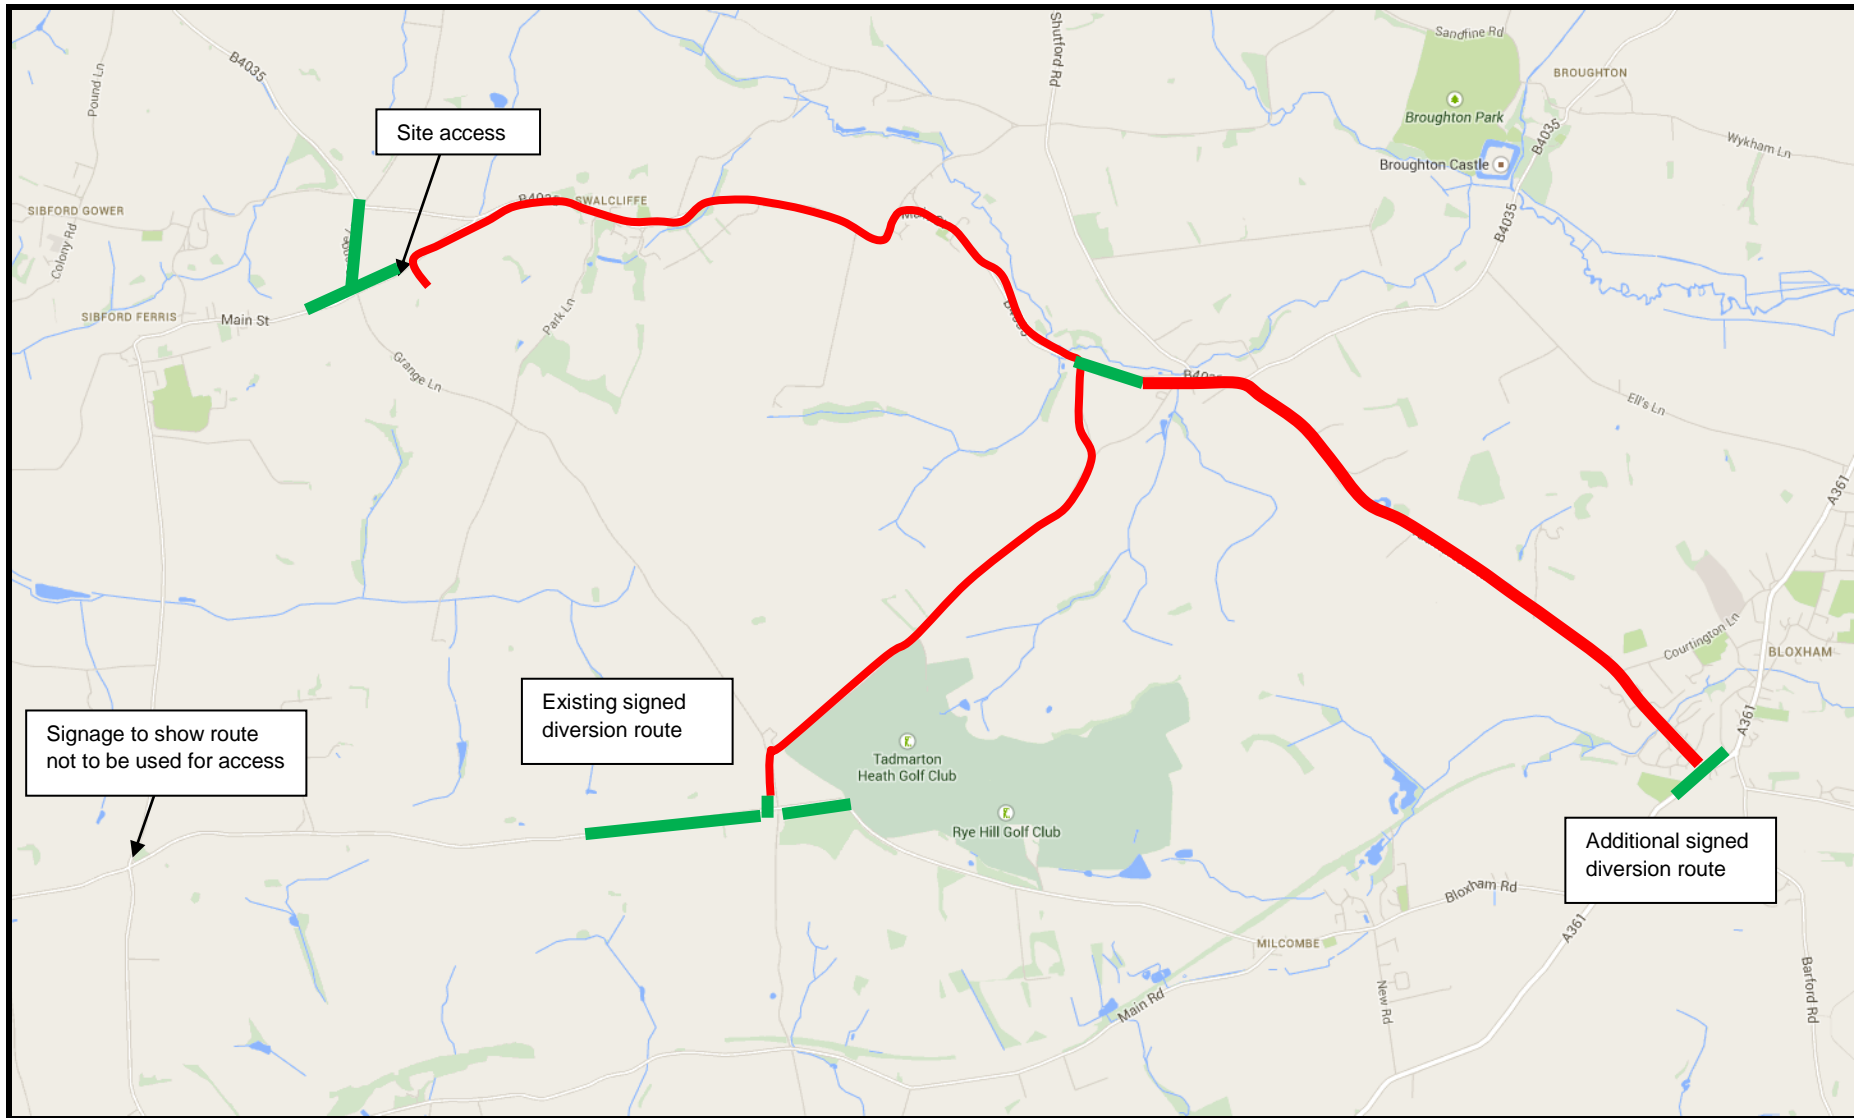 Sandfine Rd
Shutford Rd
B4035
BROUGHTON
Pound Ln
Broughton Park
Site access
B4035
Wykham Ln
Broughton Castle
SWALCLIFFE
SIBFORD GOWER
Colony Rd
B4035
SIBFORD FERRIS
Main St
Park Ln
Grange Ln
Ell's Ln
A361
Courtington Ln
BLOXHAM
Existing signed
diversion route
A361
Signage to show route
not to be used for access
Tadmarton
Heath Golf Club
Rye Hill Golf Club
Additional signed
diversion route
Bloxham Rd
A361
MILCOMBE
Barford Rd
New Rd
Main Rd